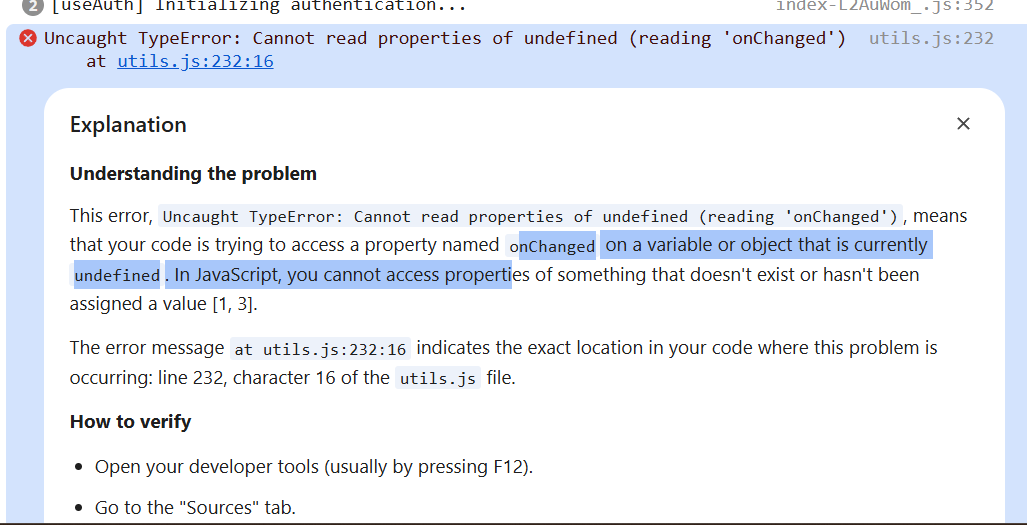 2 [useAuth] Initializing authentication... index-L2AuWom_.js:352
Uncaught TypeError: Cannot read properties of undefined (reading 'onChanged') utils.js:232
at utils.js:232:16
Explanation
Understanding the problem
This error, Uncaught TypeError: Cannot read properties of undefined (reading 'onChanged'), means
that your code is trying to access a property named onChanged on a variable or object that is currently
undefined. In JavaScript, you cannot access properties of something that doesn't exist or hasn't been
assigned a value [1, 3].
The error message at utils.js:232:16 indicates the exact location in your code where this problem is
occurring: line 232, character 16 of the utils.js file.
How to verify
• Open your developer tools (usually by pressing F12).
• Go to the "Sources" tab.